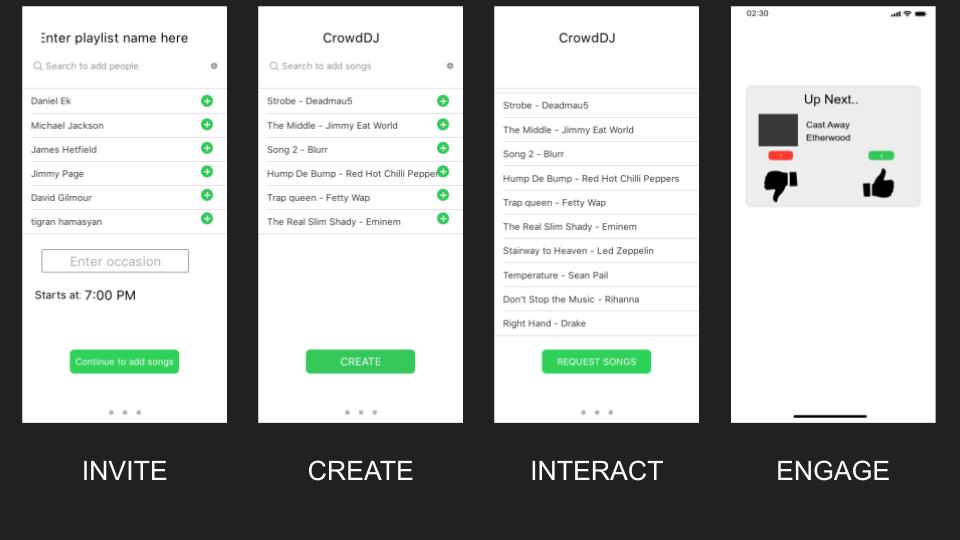 Enter playlist name here
Search to add people
Daniel Ek
Michael Jackson
James Hetfield
Jimmy Page
David Gilmour
tigran hamasyan
Enter occasion
Starts at: 7:00 PM
Continue to add songs
INVITE
CrowdDJ
Search to add songs
Strobe - Deadmau5
The Middle - Jimmy Eat World
Song 2 - Blurr
Hump De Bump - Red Hot Chilli Pepper
Trap queen - Fetty Wap
The Real Slim Shady - Eminem
CREATE
CREATE
CrowdDJ
Strobe - Deadmau5
The Middle - Jimmy Eat World
Song 2 - Blurr
Hump De Bump - Red Hot Chilli Peppers
Trap queen - Fetty Wap
The Real Slim Shady - Eminem
Stairway to Heaven - Led Zeppelin
Temperature - Sean Pail
Don't Stop the Music - Rihanna
Right Hand - Drake
REQUEST SONGS
INTERACT
02:30
Up Next..
Cast Away
Etherwood
ENGAGE